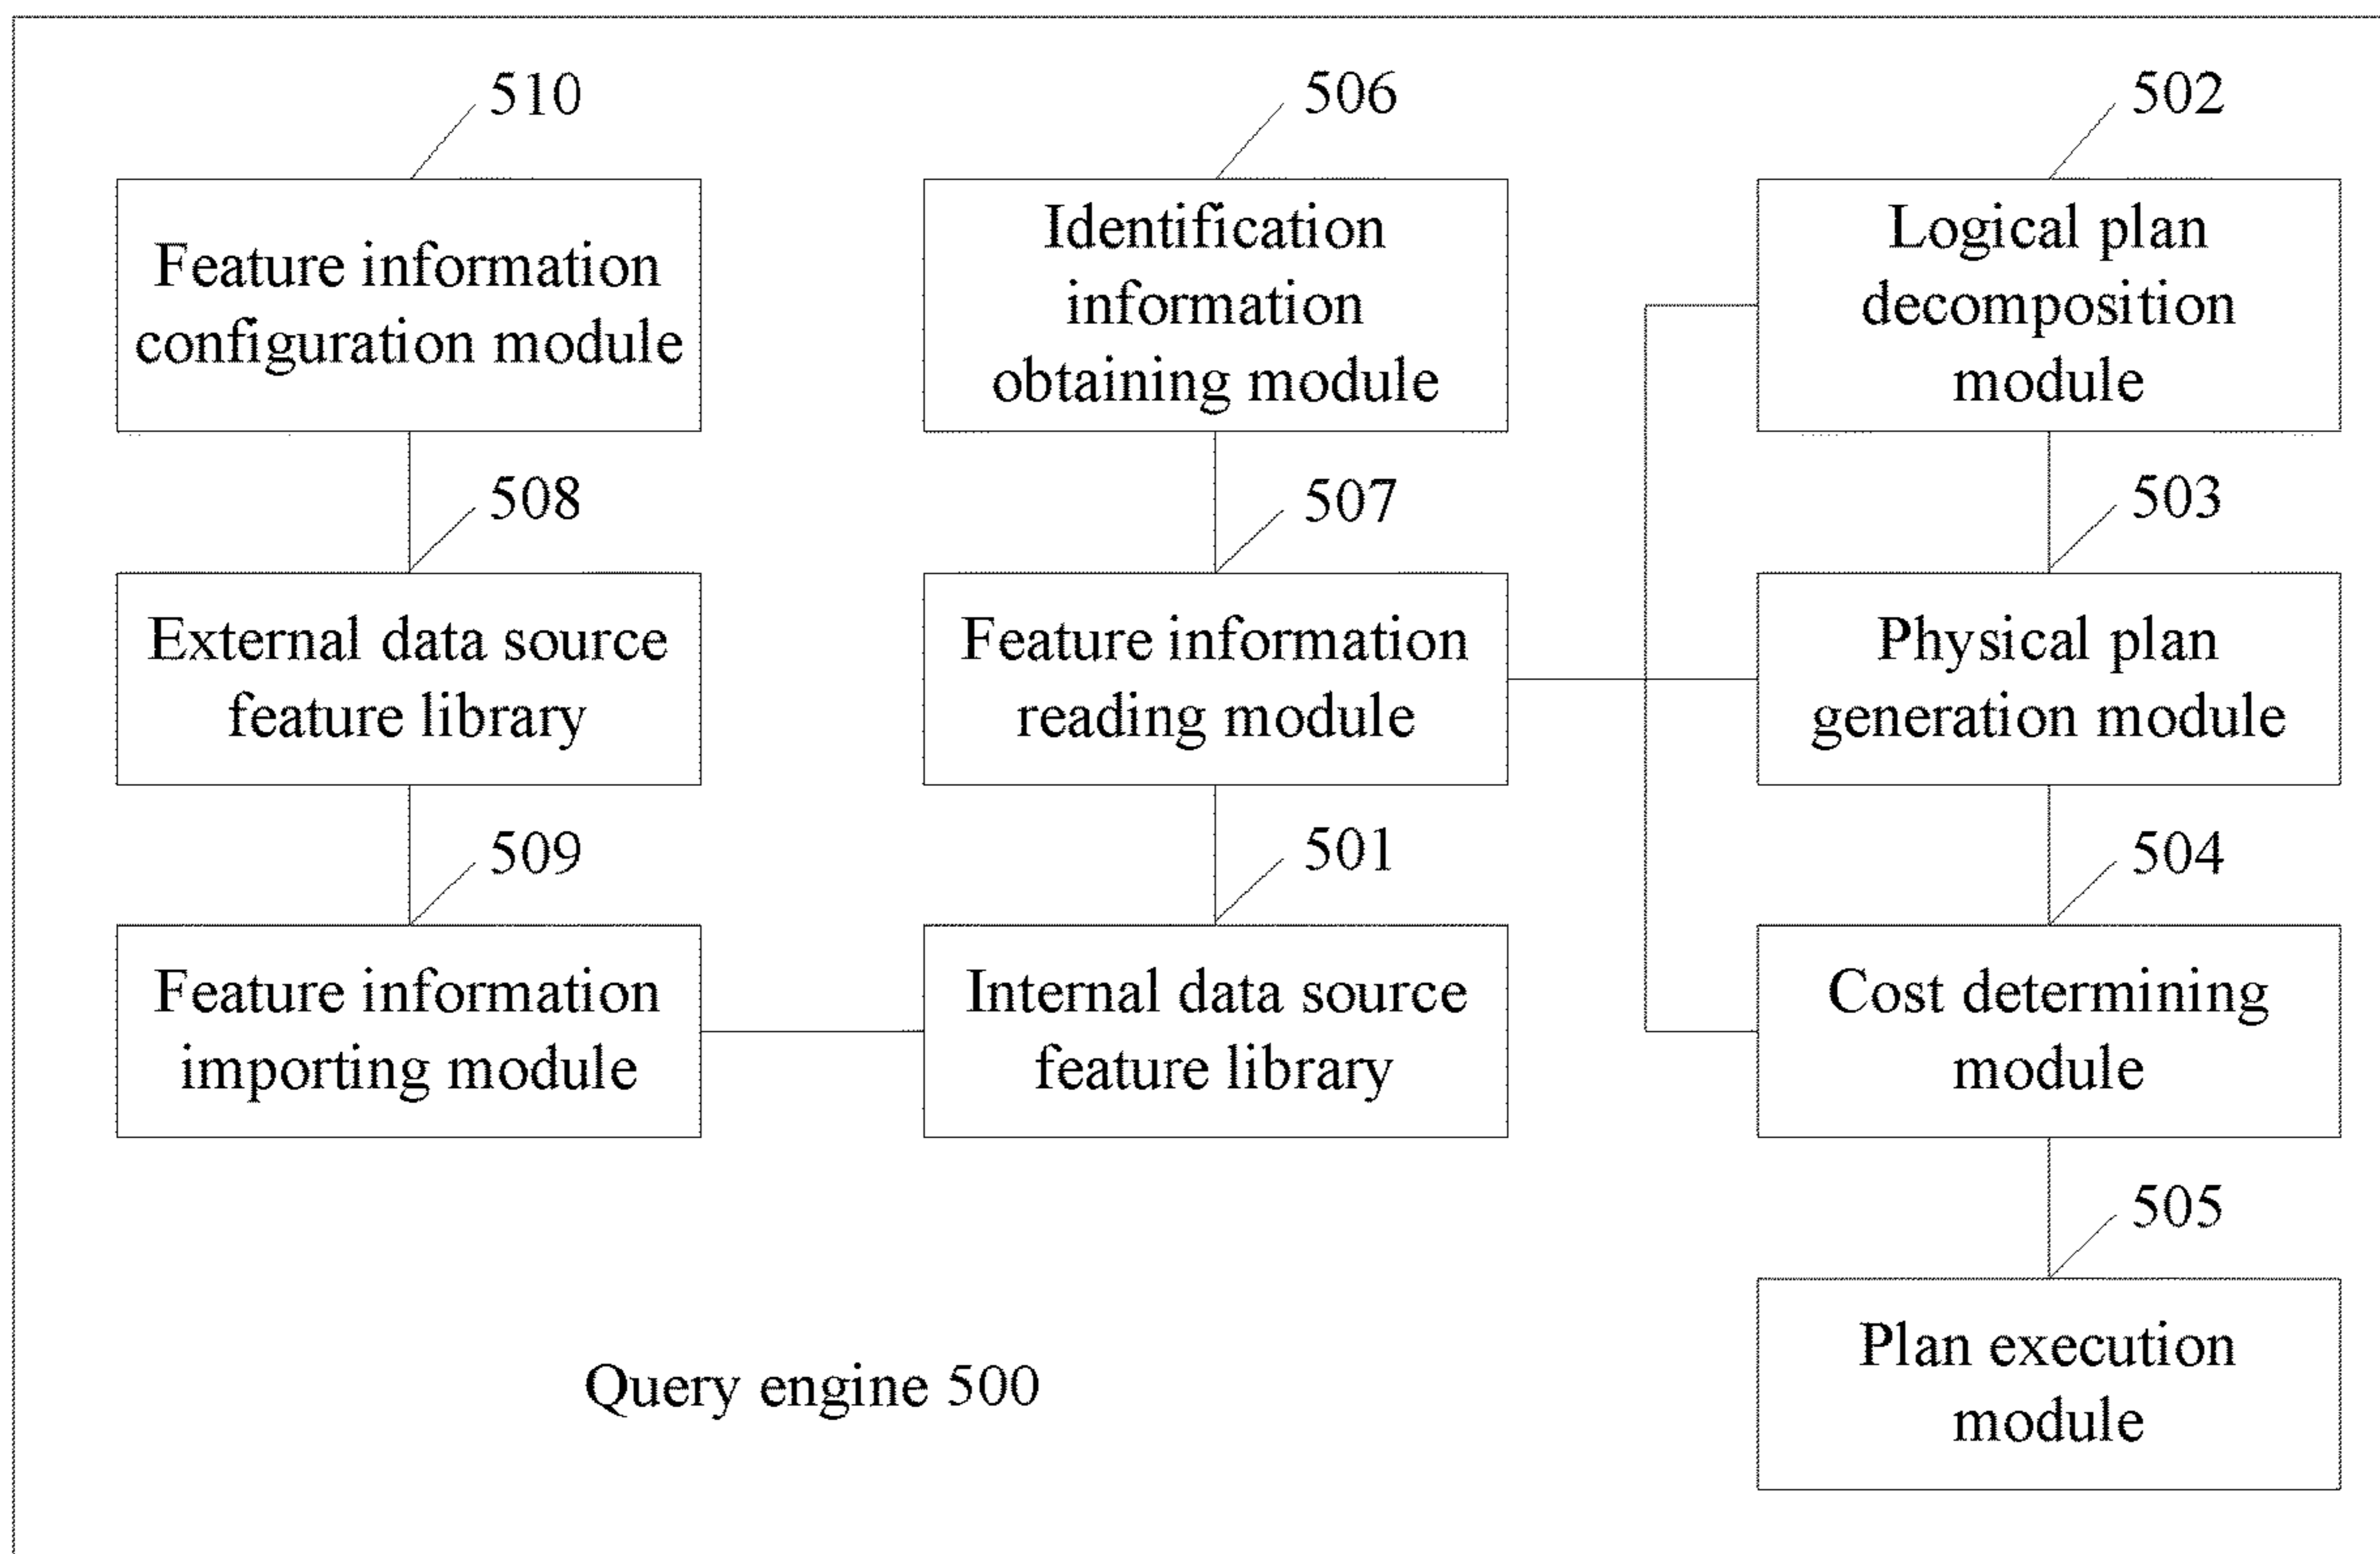 510
506
502
Feature information
configuration module
Identification
information
obtaining module
Logical plan
decomposition
module
508
507
503
External data source
feature library
Feature information
reading module
Physical plan
generation module
509
501
504
Feature information
importing module
Internal data source
feature library
Cost determining
module
505
Plan execution
module
Query engine 500